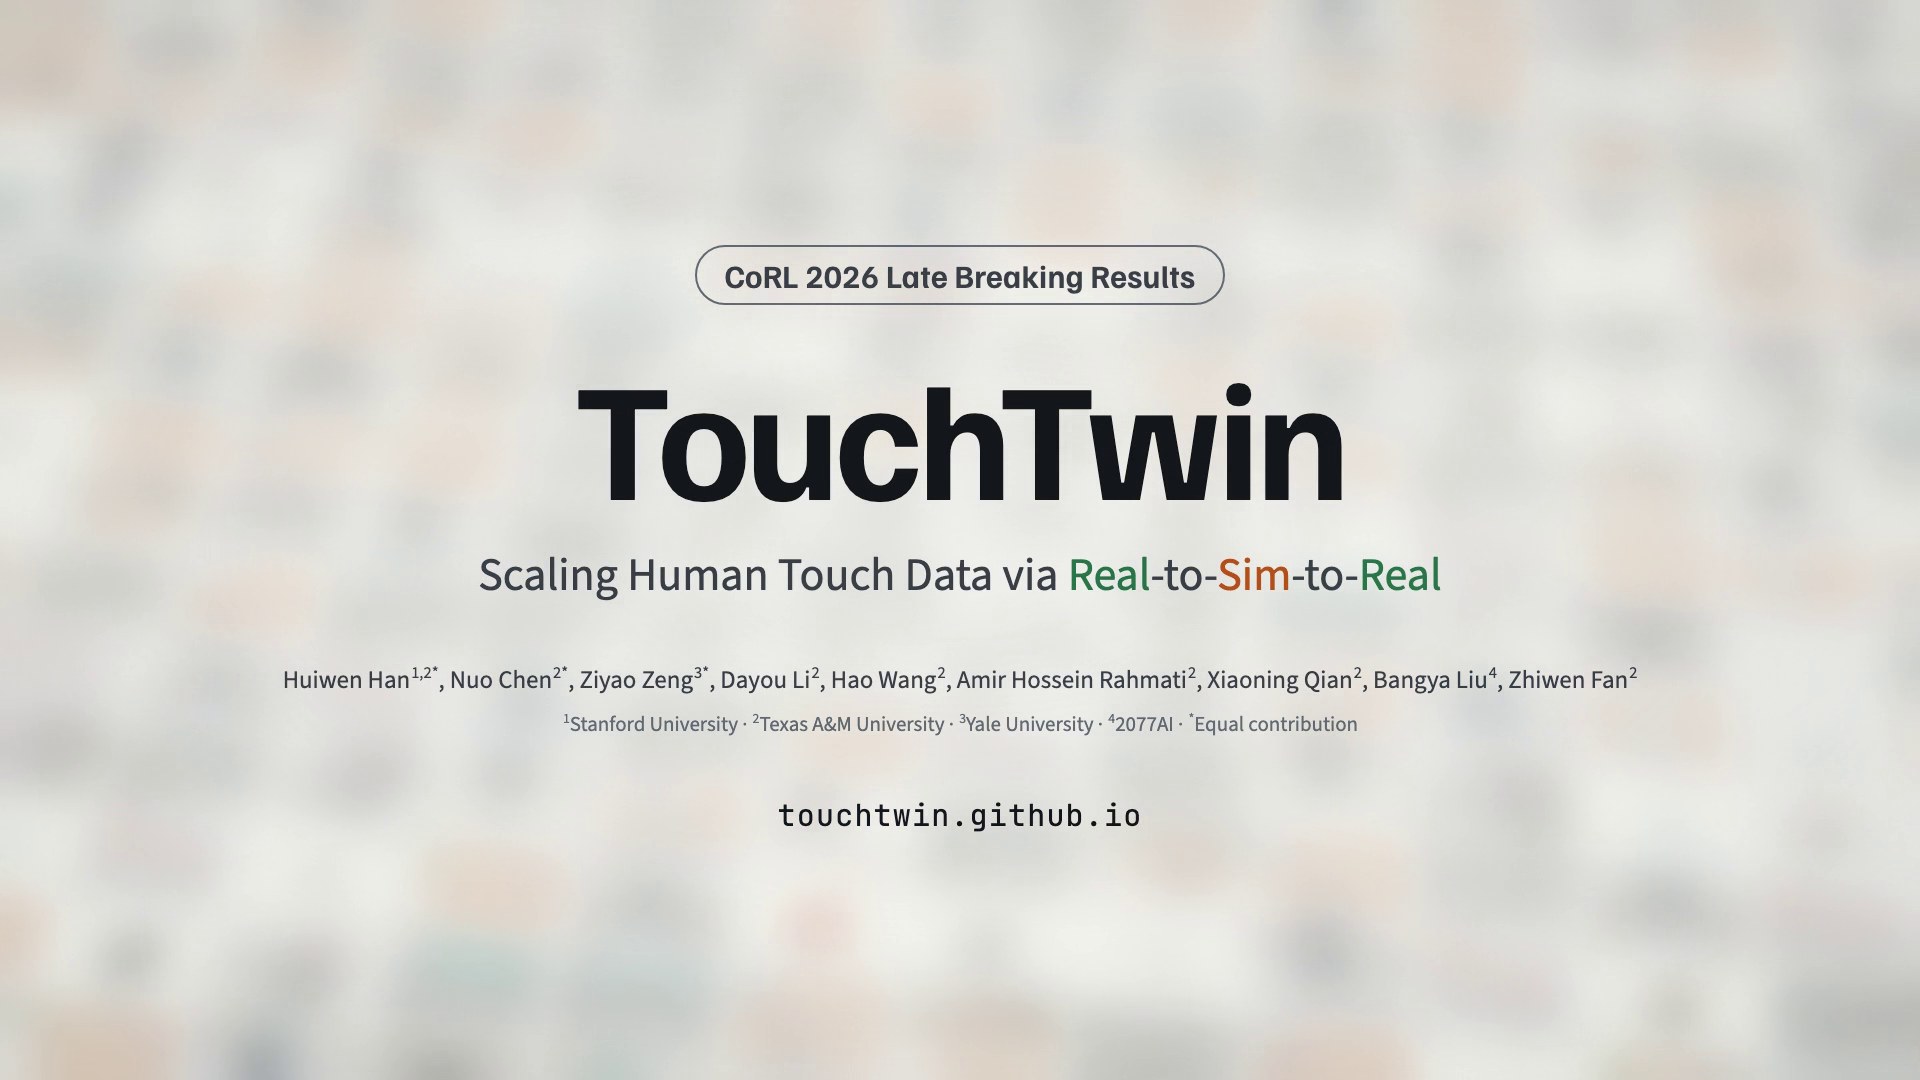 CoRL 2026 Late Breaking Results
TouchTwin
Scaling Human Touch Data via Real-to-Sim-to-Real
Huiwen Han1,2*, Nuo Chen2*, Ziyao Zeng3*, Dayou Li2, Hao Wang2, Amir Hossein Rahmati2, Xiaoning Qian2, Bangya Liu4, Zhiwen Fan2
1Stanford University · 2Texas A&M University · 3Yale University · 42077AI · *Equal contribution
touchtwin.github.io